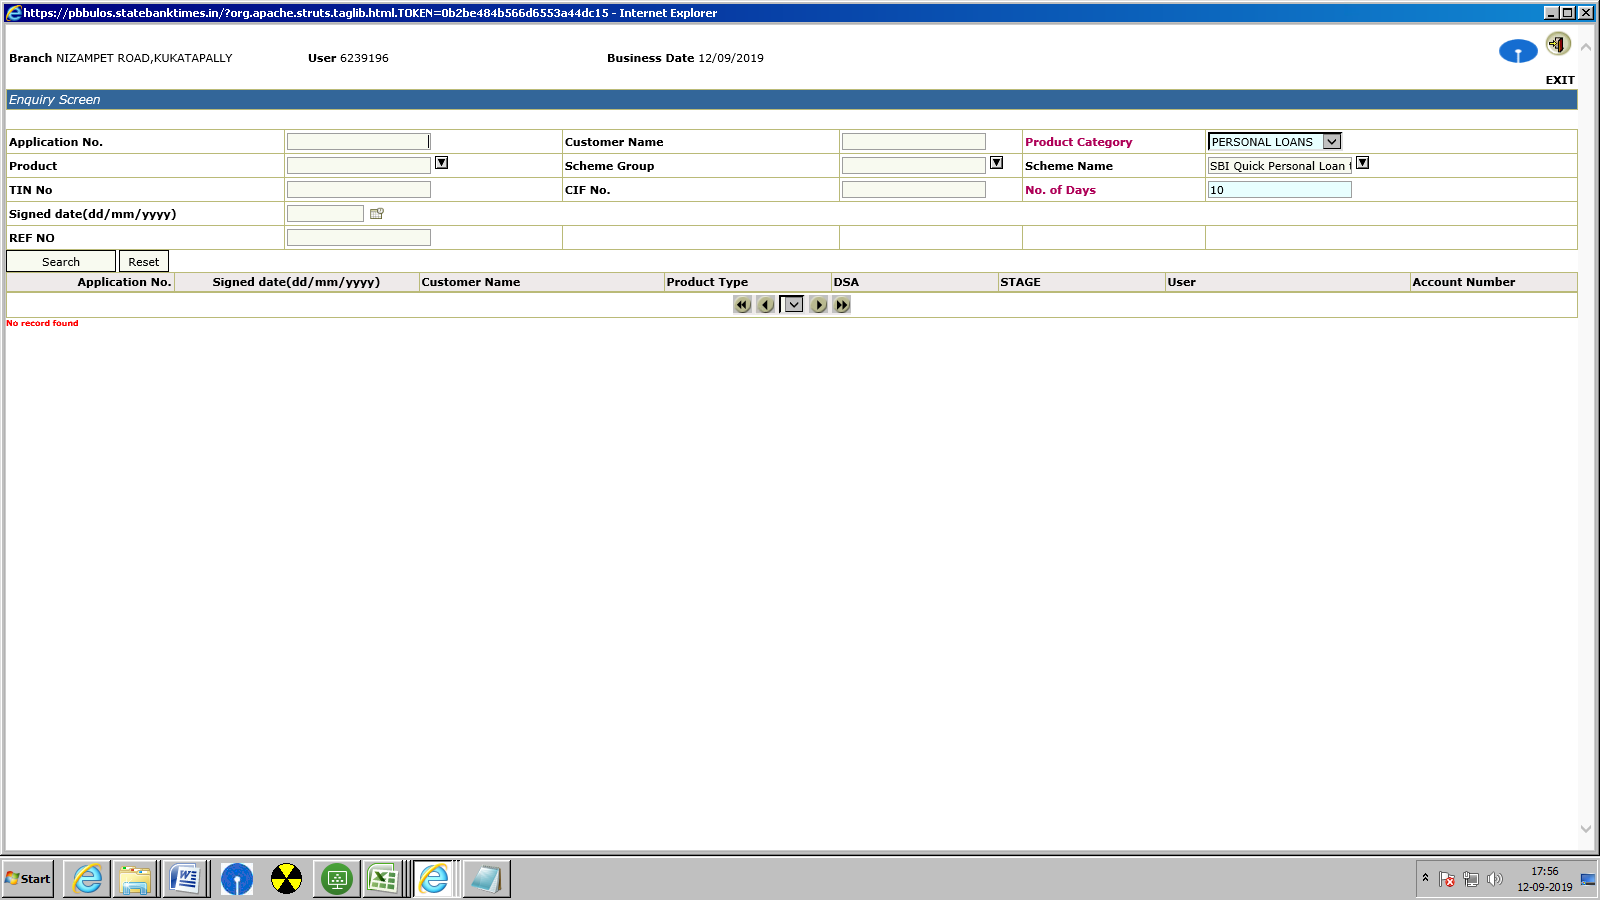 https://pbbulos.statebanktimes.in/?org.apache.struts.taglib.html.TOKEN=0b2be484b566d6553a44dc15 - Internet Explorer
Branch NIZAMPET ROAD,KUKATAPALLY User 6239196 Business Date 12/09/2019
EXIT
Enquiry Screen
Application No. Customer Name Product Category PERSONAL LOANS
Product Scheme Group Scheme Name SBI Quick Personal Loan
TIN No CIF No. No. of Days 10
Signed date(dd/mm/yyyy)
REF NO
Search Reset
Application No. Signed date(dd/mm/yyyy) Customer Name Product Type DSA STAGE User Account Number
No record found
Start 17:56
12-09-2019